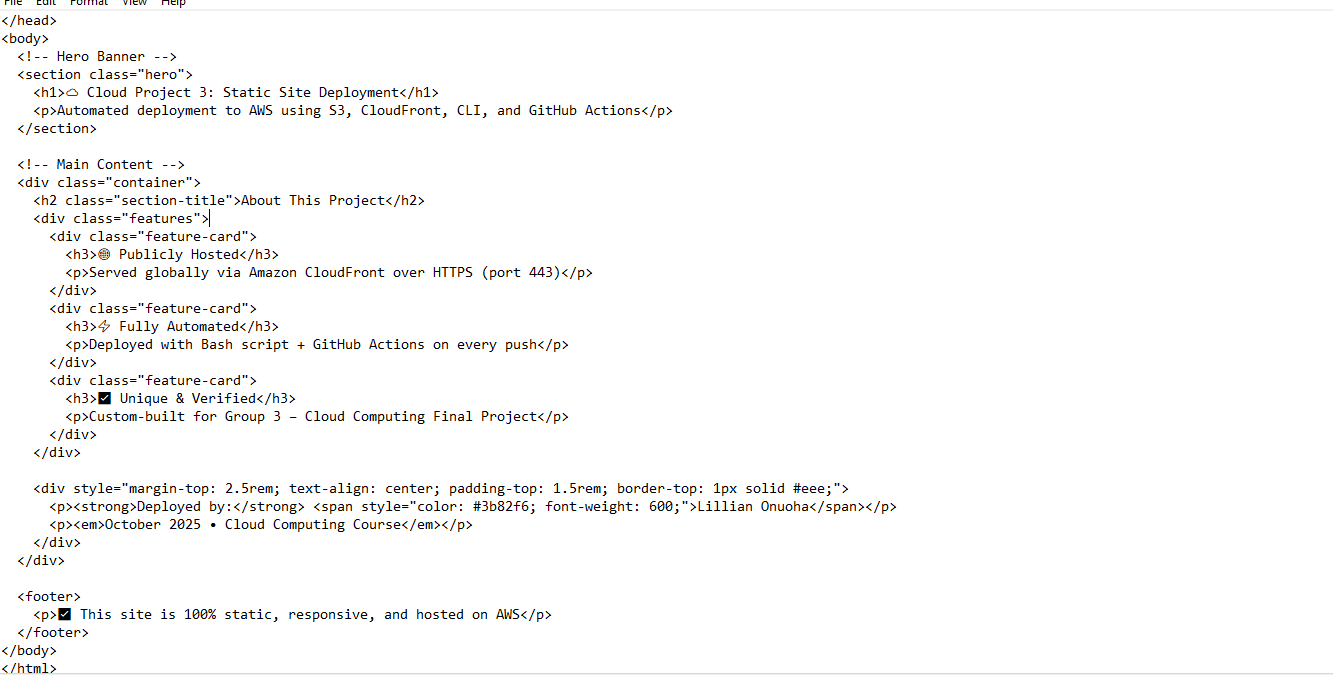 File Edit Format View Help
</head>
<body>
  <!-- Hero Banner -->
  <section class="hero">
    <h1>☁ Cloud Project 3: Static Site Deployment</h1>
    <p>Automated deployment to AWS using S3, CloudFront, CLI, and GitHub Actions</p>
  </section>

  <!-- Main Content -->
  <div class="container">
    <h2 class="section-title">About This Project</h2>
    <div class="features">
      <div class="feature-card">
        <h3>🌐 Publicly Hosted</h3>
        <p>Served globally via Amazon CloudFront over HTTPS (port 443)</p>
      </div>
      <div class="feature-card">
        <h3>⚡ Fully Automated</h3>
        <p>Deployed with Bash script + GitHub Actions on every push</p>
      </div>
      <div class="feature-card">
        <h3>✅ Unique & Verified</h3>
        <p>Custom-built for Group 3 – Cloud Computing Final Project</p>
      </div>
    </div>

    <div style="margin-top: 2.5rem; text-align: center; padding-top: 1.5rem; border-top: 1px solid #eee;">
      <p><strong>Deployed by:</strong> <span style="color: #3b82f6; font-weight: 600;">Lillian Onuoha</span></p>
      <p><em>October 2025 • Cloud Computing Course</em></p>
    </div>
  </div>

  <footer>
    <p>✅ This site is 100% static, responsive, and hosted on AWS</p>
  </footer>
</body>
</html>